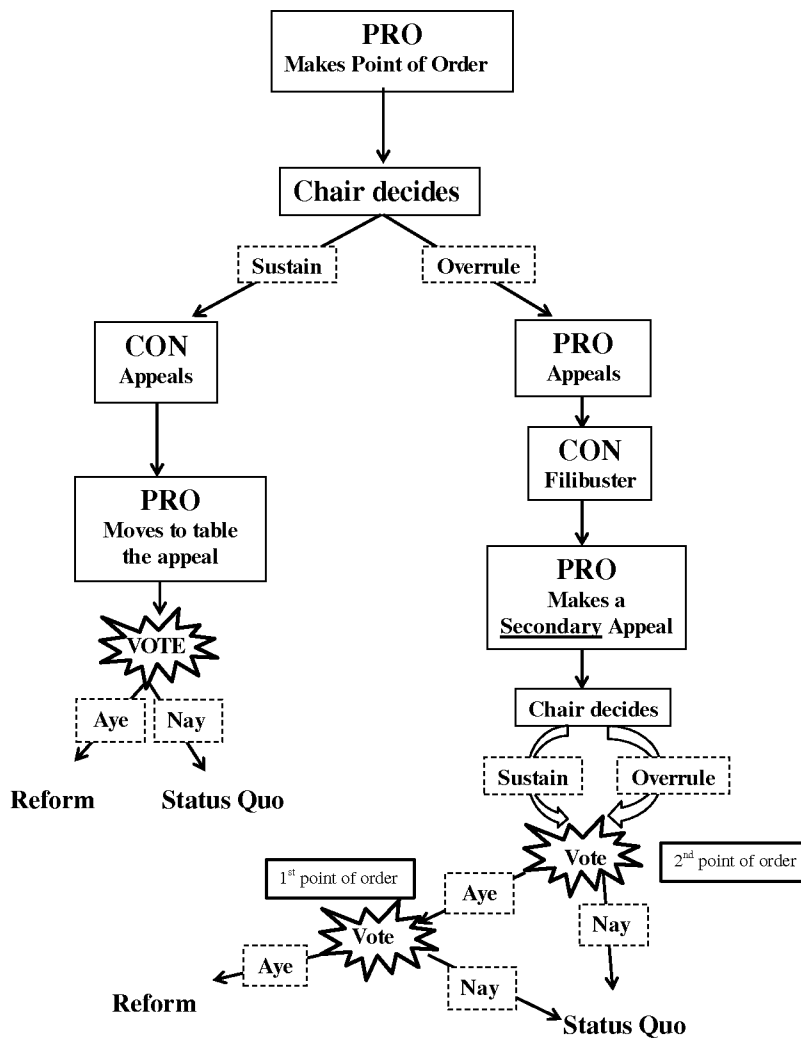 PRO
Makes Point of Order
Chair decides
Sustain
Overrule
CON
Appeals
PRO
Appeals
CON
Filibuster
PRO
Moves to table
the appeal
PRO
Makes a
Secondary Appeal
VOTE
Aye
Nay
Reform
Status Quo
Chair decides
Sustain
Overrule
Vote
2nd point of order
1st point of order
Aye
Nay
Vote
Aye
Nay
Reform
Status Quo